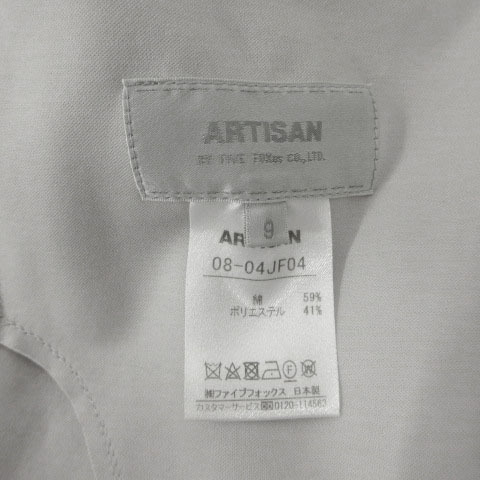 ARTISAN
BY FIVE FOXes CO.,LTD.
9
ARTISAN
08-04JF04
綿 59%
ポリエステル 41%
㈱ファイブフォックス 日本製
カスタマーサービス 0120-114563